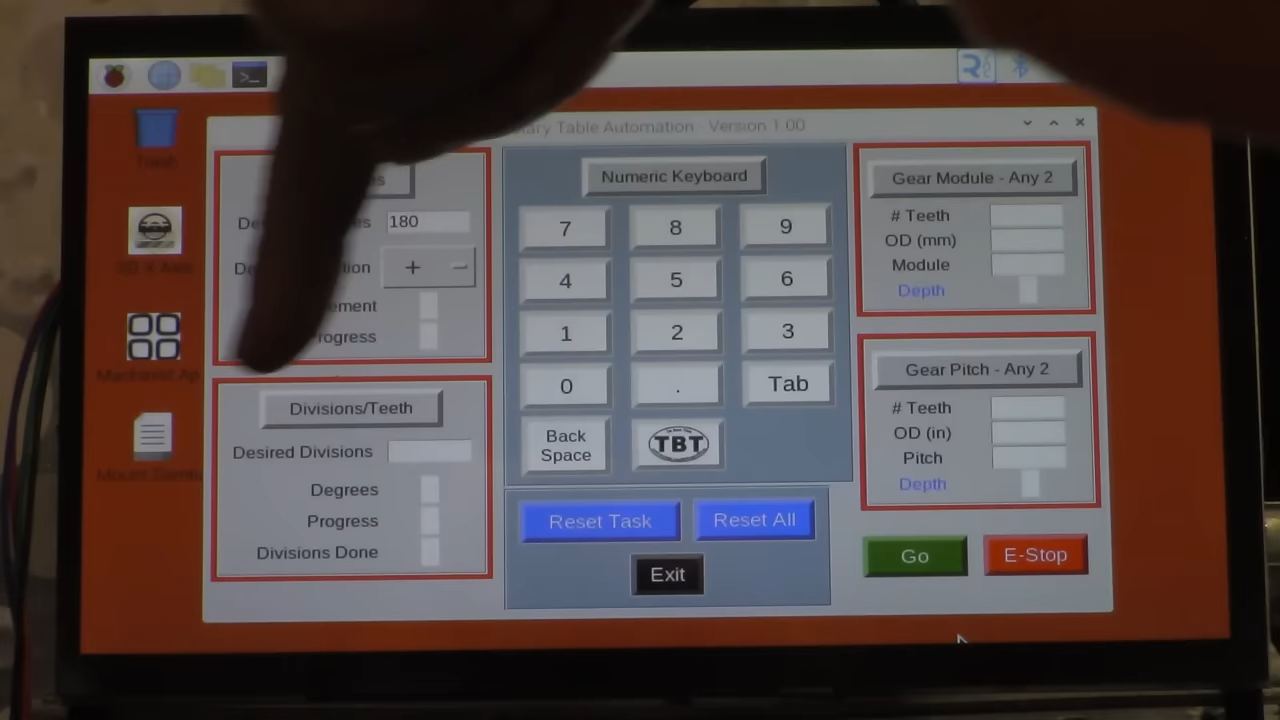 Table Automation - Version 1.00
180
+ −
Divisions/Teeth
Desired Divisions
Degrees
Progress
Divisions Done
Numeric Keyboard
7 8 9
4 5 6
1 2 3
0 . Tab
Back
Space
TBT
Reset Task Reset All
Exit
Gear Module - Any 2
# Teeth
OD (mm)
Module
Depth
Gear Pitch - Any 2
# Teeth
OD (in)
Pitch
Depth
Go E-Stop